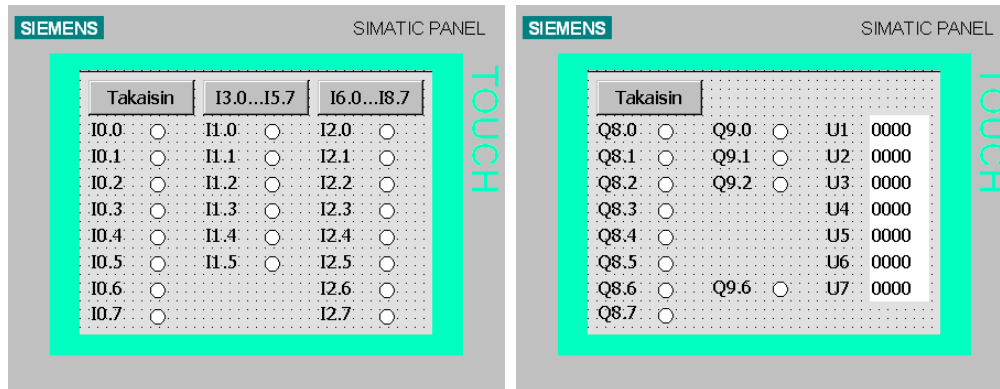 SIEMENS SIMATIC PANEL
TOUCH
Takaisin I3.0...I5.7 I6.0...I8.7
I0.0 I1.0 I2.0
I0.1 I1.1 I2.1
I0.2 I1.2 I2.2
I0.3 I1.3 I2.3
I0.4 I1.4 I2.4
I0.5 I1.5 I2.5
I0.6 I2.6
I0.7 I2.7
SIEMENS SIMATIC PANEL
TOUCH
Takaisin
Q8.0 Q9.0 U1 0000
Q8.1 Q9.1 U2 0000
Q8.2 Q9.2 U3 0000
Q8.3 U4 0000
Q8.4 U5 0000
Q8.5 U6 0000
Q8.6 Q9.6 U7 0000
Q8.7